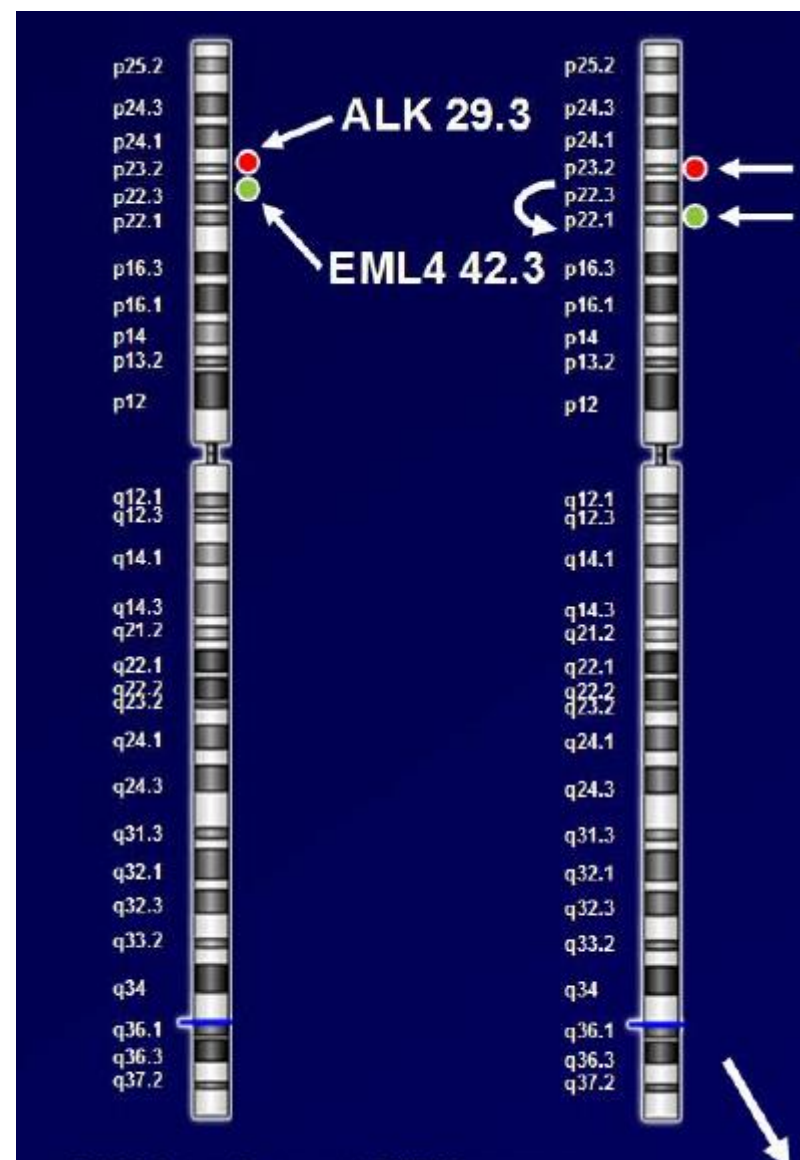 p25.2
p24.3
p24.1
p23.2
p22.3
p22.1
p16.3
p16.1
p14
p13.2
p12
q12.1
q12.3
q14.1
q14.3
q21.2
q22.1
q22.2
q23.2
q24.1
q24.3
q31.3
q32.1
q32.3
q33.2
q34
q36.1
q36.3
q37.2
ALK 29.3
EML4 42.3
p25.2
p24.3
p24.1
p23.2
p22.3
p22.1
p16.3
p16.1
p14
p13.2
p12
q12.1
q12.3
q14.1
q14.3
q21.2
q22.1
q22.2
q23.2
q24.1
q24.3
q31.3
q32.1
q32.3
q33.2
q34
q36.1
q36.3
q37.2